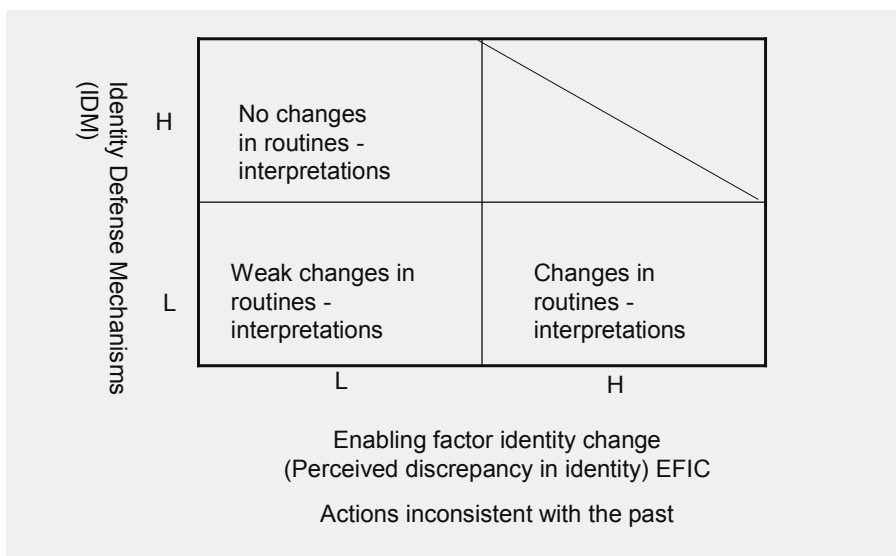 Identity Defense Mechanisms
(IDM)
H
No changes
in routines -
interpretations
L
Weak changes in
routines -
interpretations
Changes in
routines -
interpretations
L
H
Enabling factor identity change
(Perceived discrepancy in identity) EFIC
Actions inconsistent with the past